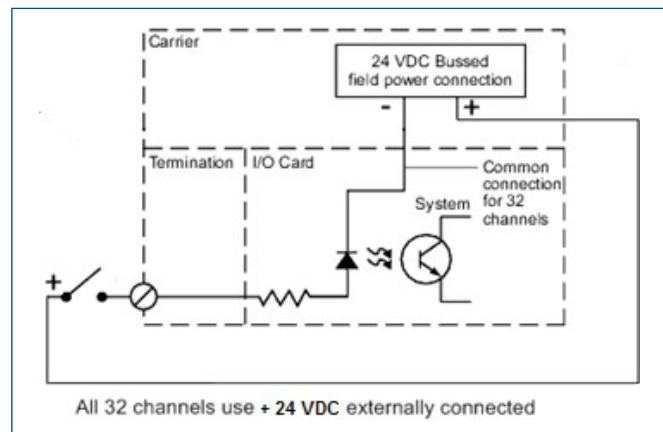 Carrier
24 VDC Bussed
field power connection
- +
Termination
I/O Card
Common
connection
for 32
channels
System
+
All 32 channels use + 24 VDC externally connected